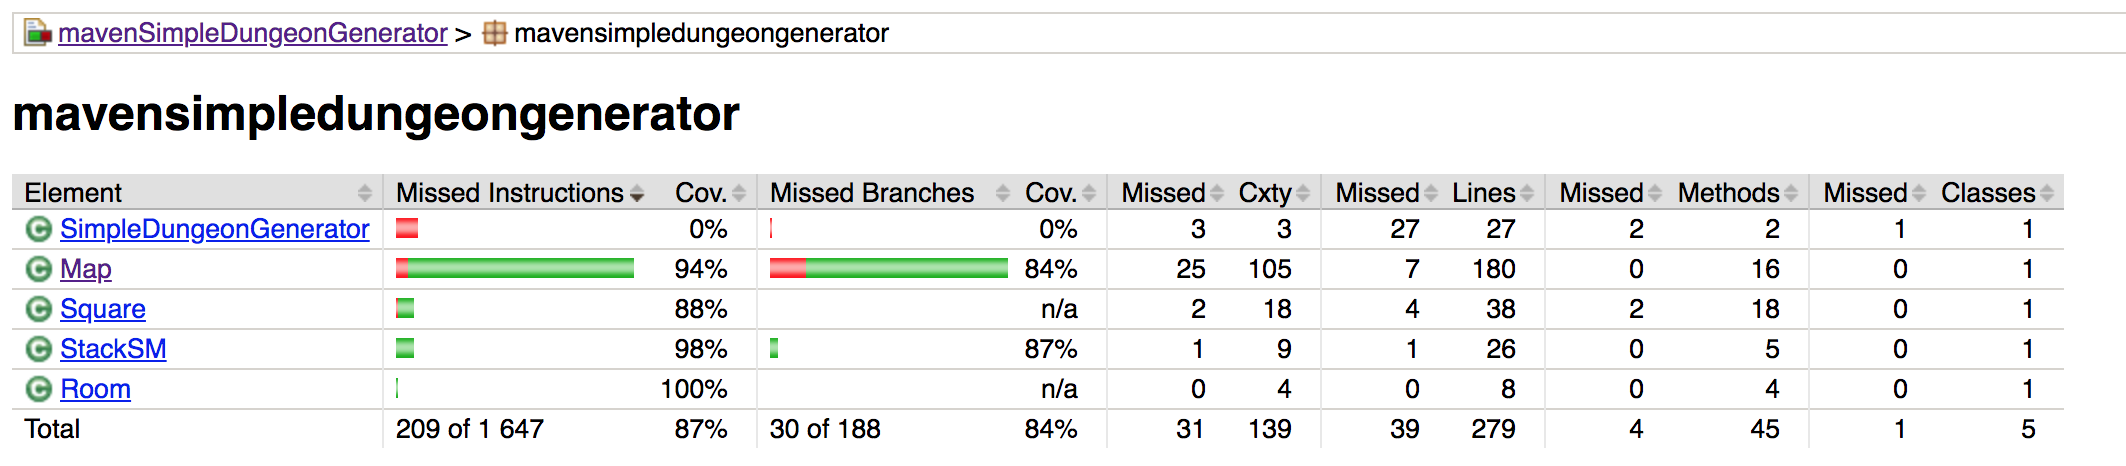 mavenSimpleDungeonGenerator > mavensimpledungeongenerator
mavensimpledungeongenerator
Element Missed Instructions Cov. Missed Branches Cov. Missed Cxty Missed Lines Missed Methods Missed Classes
C SimpleDungeonGenerator 0% 0% 3 3 27 27 2 2 1 1
C Map 94% 84% 25 105 7 180 0 16 0 1
C Square 88% n/a 2 18 4 38 2 18 0 1
C StackSM 98% 87% 1 9 1 26 0 5 0 1
C Room 100% n/a 0 4 0 8 0 4 0 1
Total 209 of 1 647 87% 30 of 188 84% 31 139 39 279 4 45 1 5